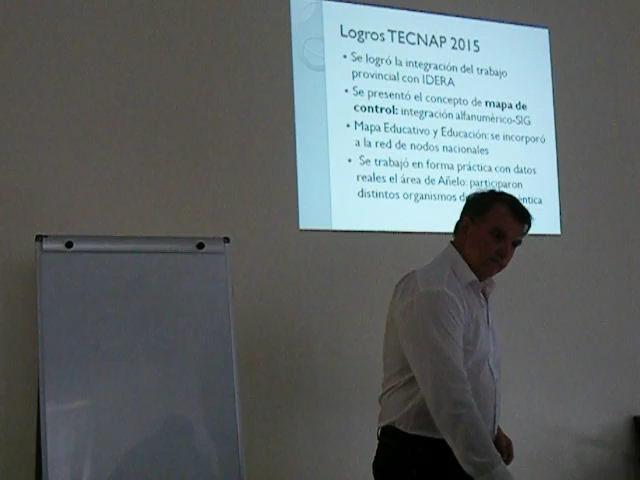 Logros TECNAP 2015
• Se logró la integración del trabajo
provincial con IDERA
• Se presentó el concepto de mapa de
control: integración alfanumérico-SIG
• Mapa Educativo y Educación: se incorporó
a la red de nodos nacionales
• Se trabajó en forma práctica con datos
reales el área de Añelo: participaron
distintos organismos